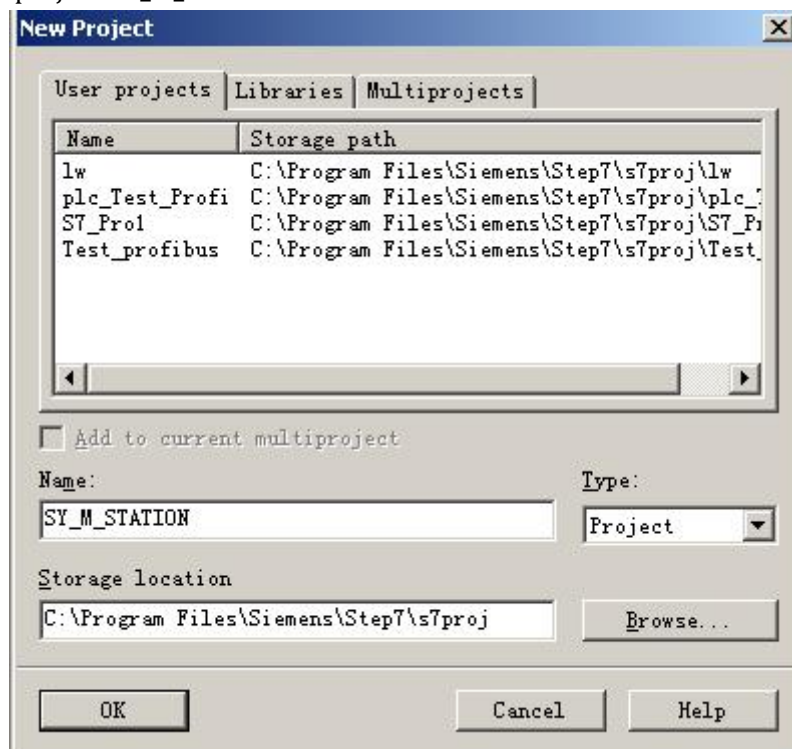 New Project
User projects Libraries Multiprojects
Name Storage path
lw C:\Program Files\Siemens\Step7\s7proj\lw
plc_Test_Profi C:\Program Files\Siemens\Step7\s7proj\plc_
S7_Pro1 C:\Program Files\Siemens\Step7\s7proj\S7_P
Test_profibus C:\Program Files\Siemens\Step7\s7proj\Test_
Add to current multiproject
Name: Type:
SY_M_STATION Project
Storage location
C:\Program Files\Siemens\Step7\s7proj Browse...
OK Cancel Help